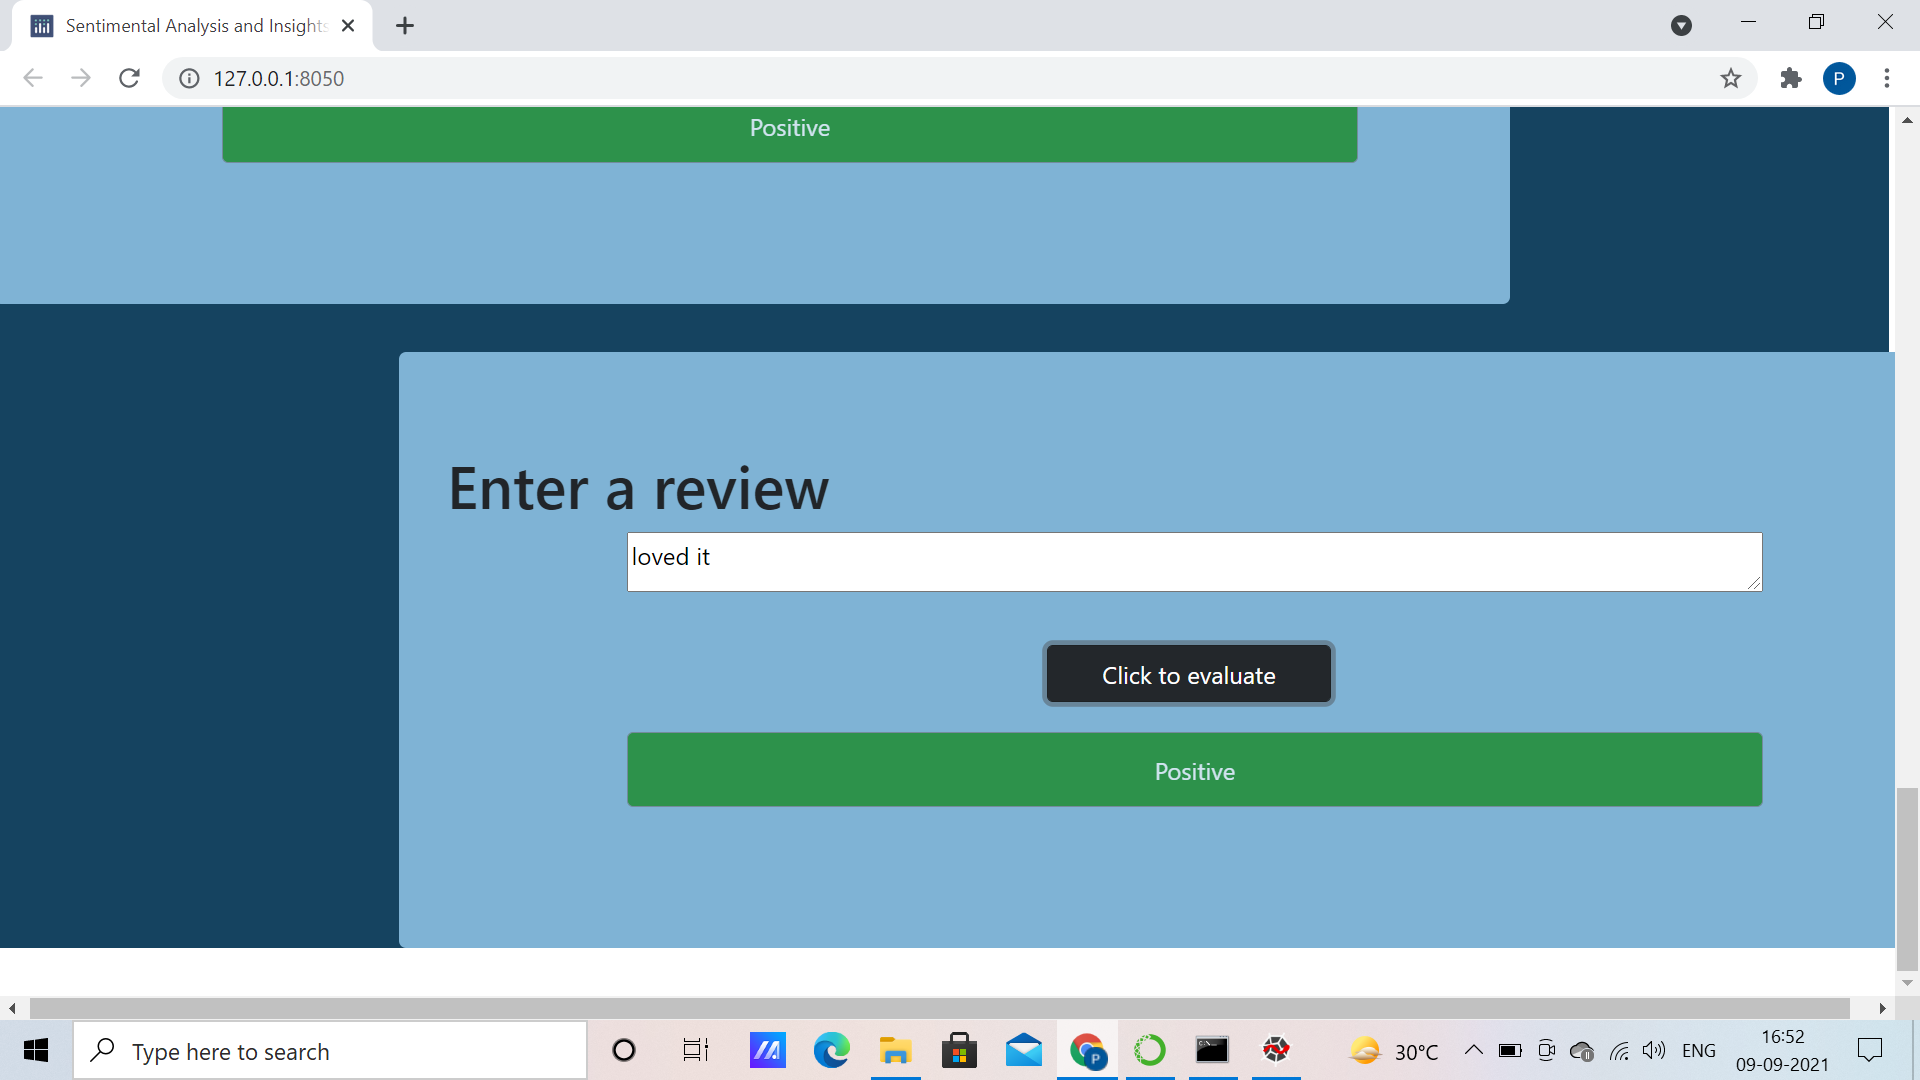 Sentimental Analysis and Insights
127.0.0.1:8050
P
Positive
Enter a review
loved it
Click to evaluate
Positive
Type here to search
P
30°C
ENG
16:52
09-09-2021